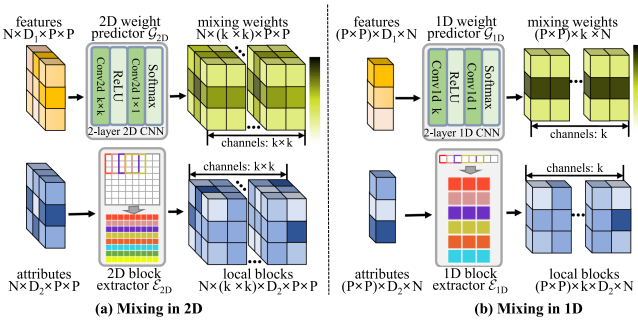 features
N×D₁×P×P
2D weight
predictor 𝒢₂D
mixing weights
N×(k×k)×P×P
Conv2d k×k
ReLU
Conv2d 1×1
Softmax
2-layer 2D CNN
channels: k×k
channels: k×k
attributes
N×D₂×P×P
2D block
extractor ℰ₂D
local blocks
N×(k×k)×D₂×P×P
(a) Mixing in 2D
features
(P×P)×D₁×N
1D weight
predictor 𝒢₁D
mixing weights
(P×P)×k×N
Conv1d k
ReLU
Conv1d 1
Softmax
2-layer 1D CNN
channels: k
channels: k
attributes
(P×P)×D₂×N
1D block
extractor ℰ₁D
local blocks
(P×P)×k×D₂×N
(b) Mixing in 1D